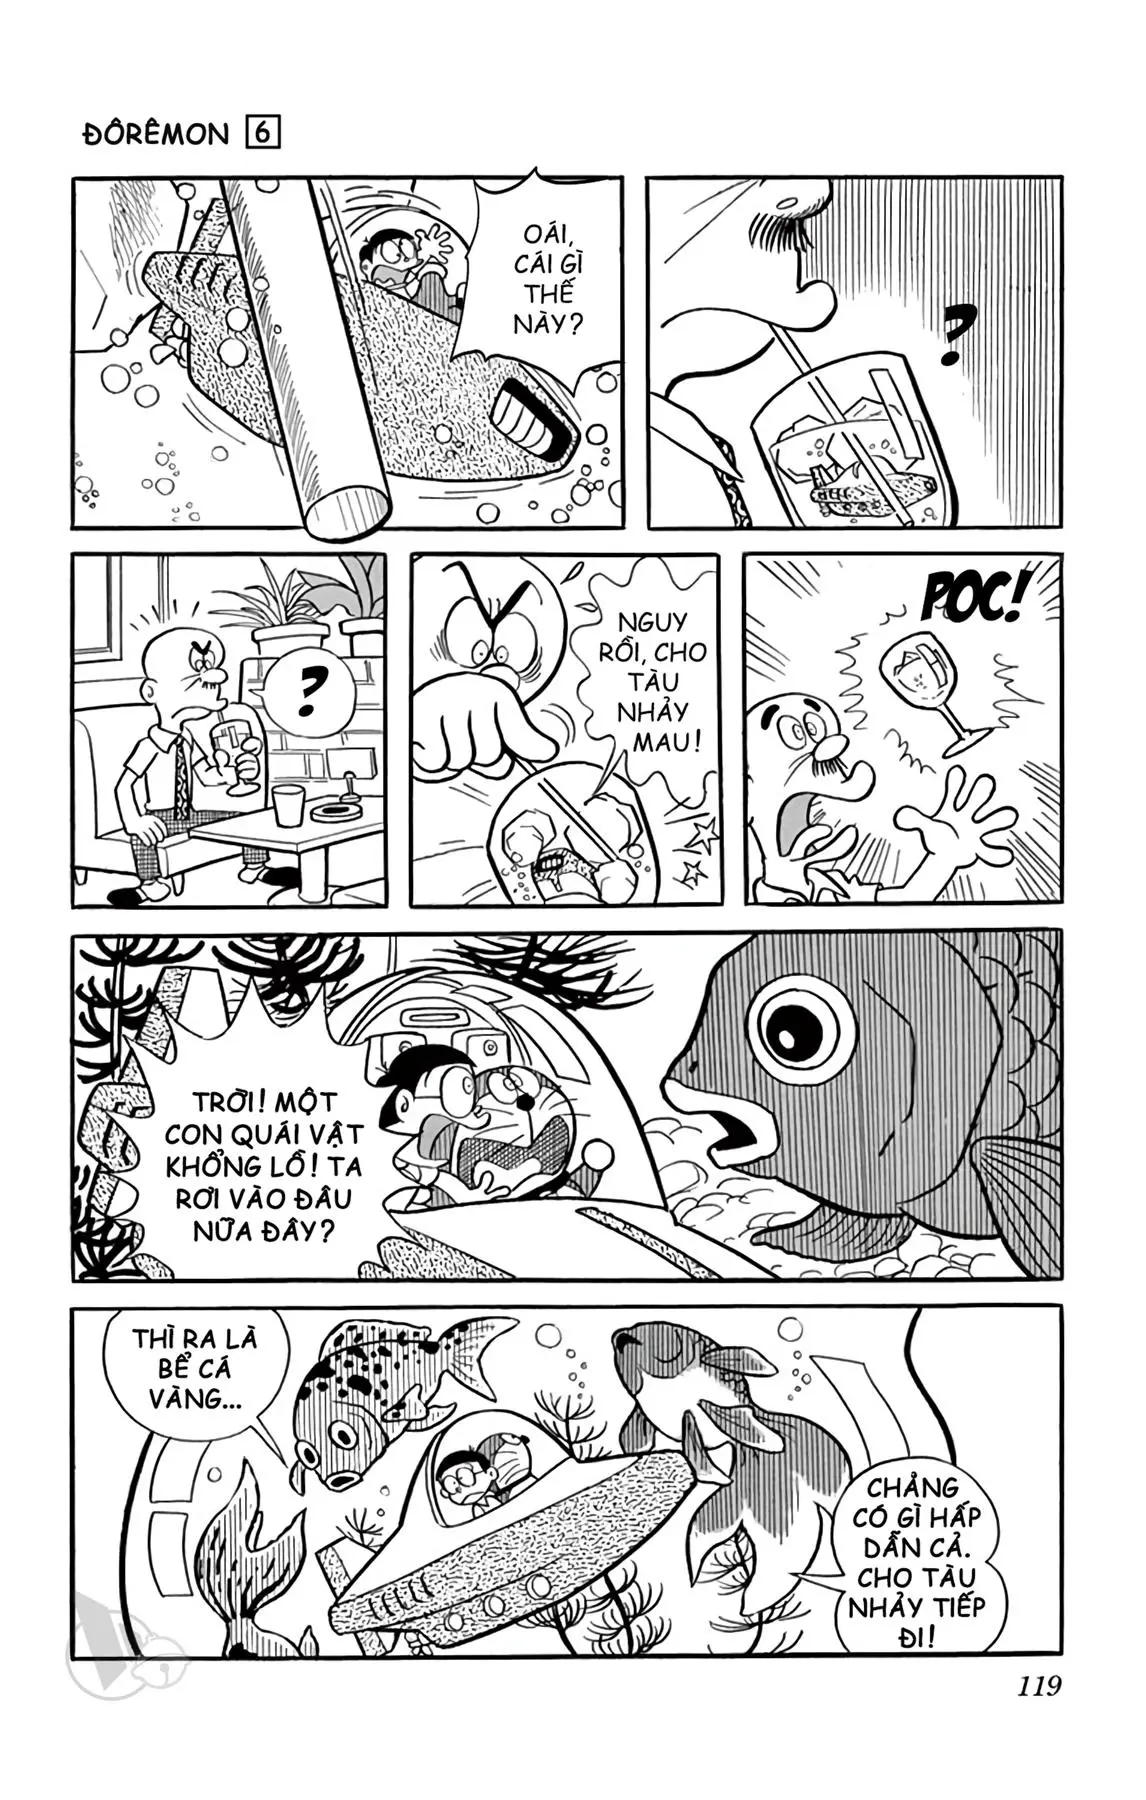 ĐÔRÊMON 6
OÁI,
CÁI GÌ
THẾ
NÀY?
?
?
NGUY
RỒI, CHO
TÀU
NHẢY
MAU!
POC!
TRỜI! MỘT
CON QUÁI VẬT
KHỔNG LỒ! TA
RƠI VÀO ĐÂU
NỮA ĐÂY?
THÌ RA LÀ
BỂ CÁ
VÀNG...
CHẲNG
CÓ GÌ HẤP
DẪN CẢ.
CHO TÀU
NHẢY TIẾP
ĐI!
119